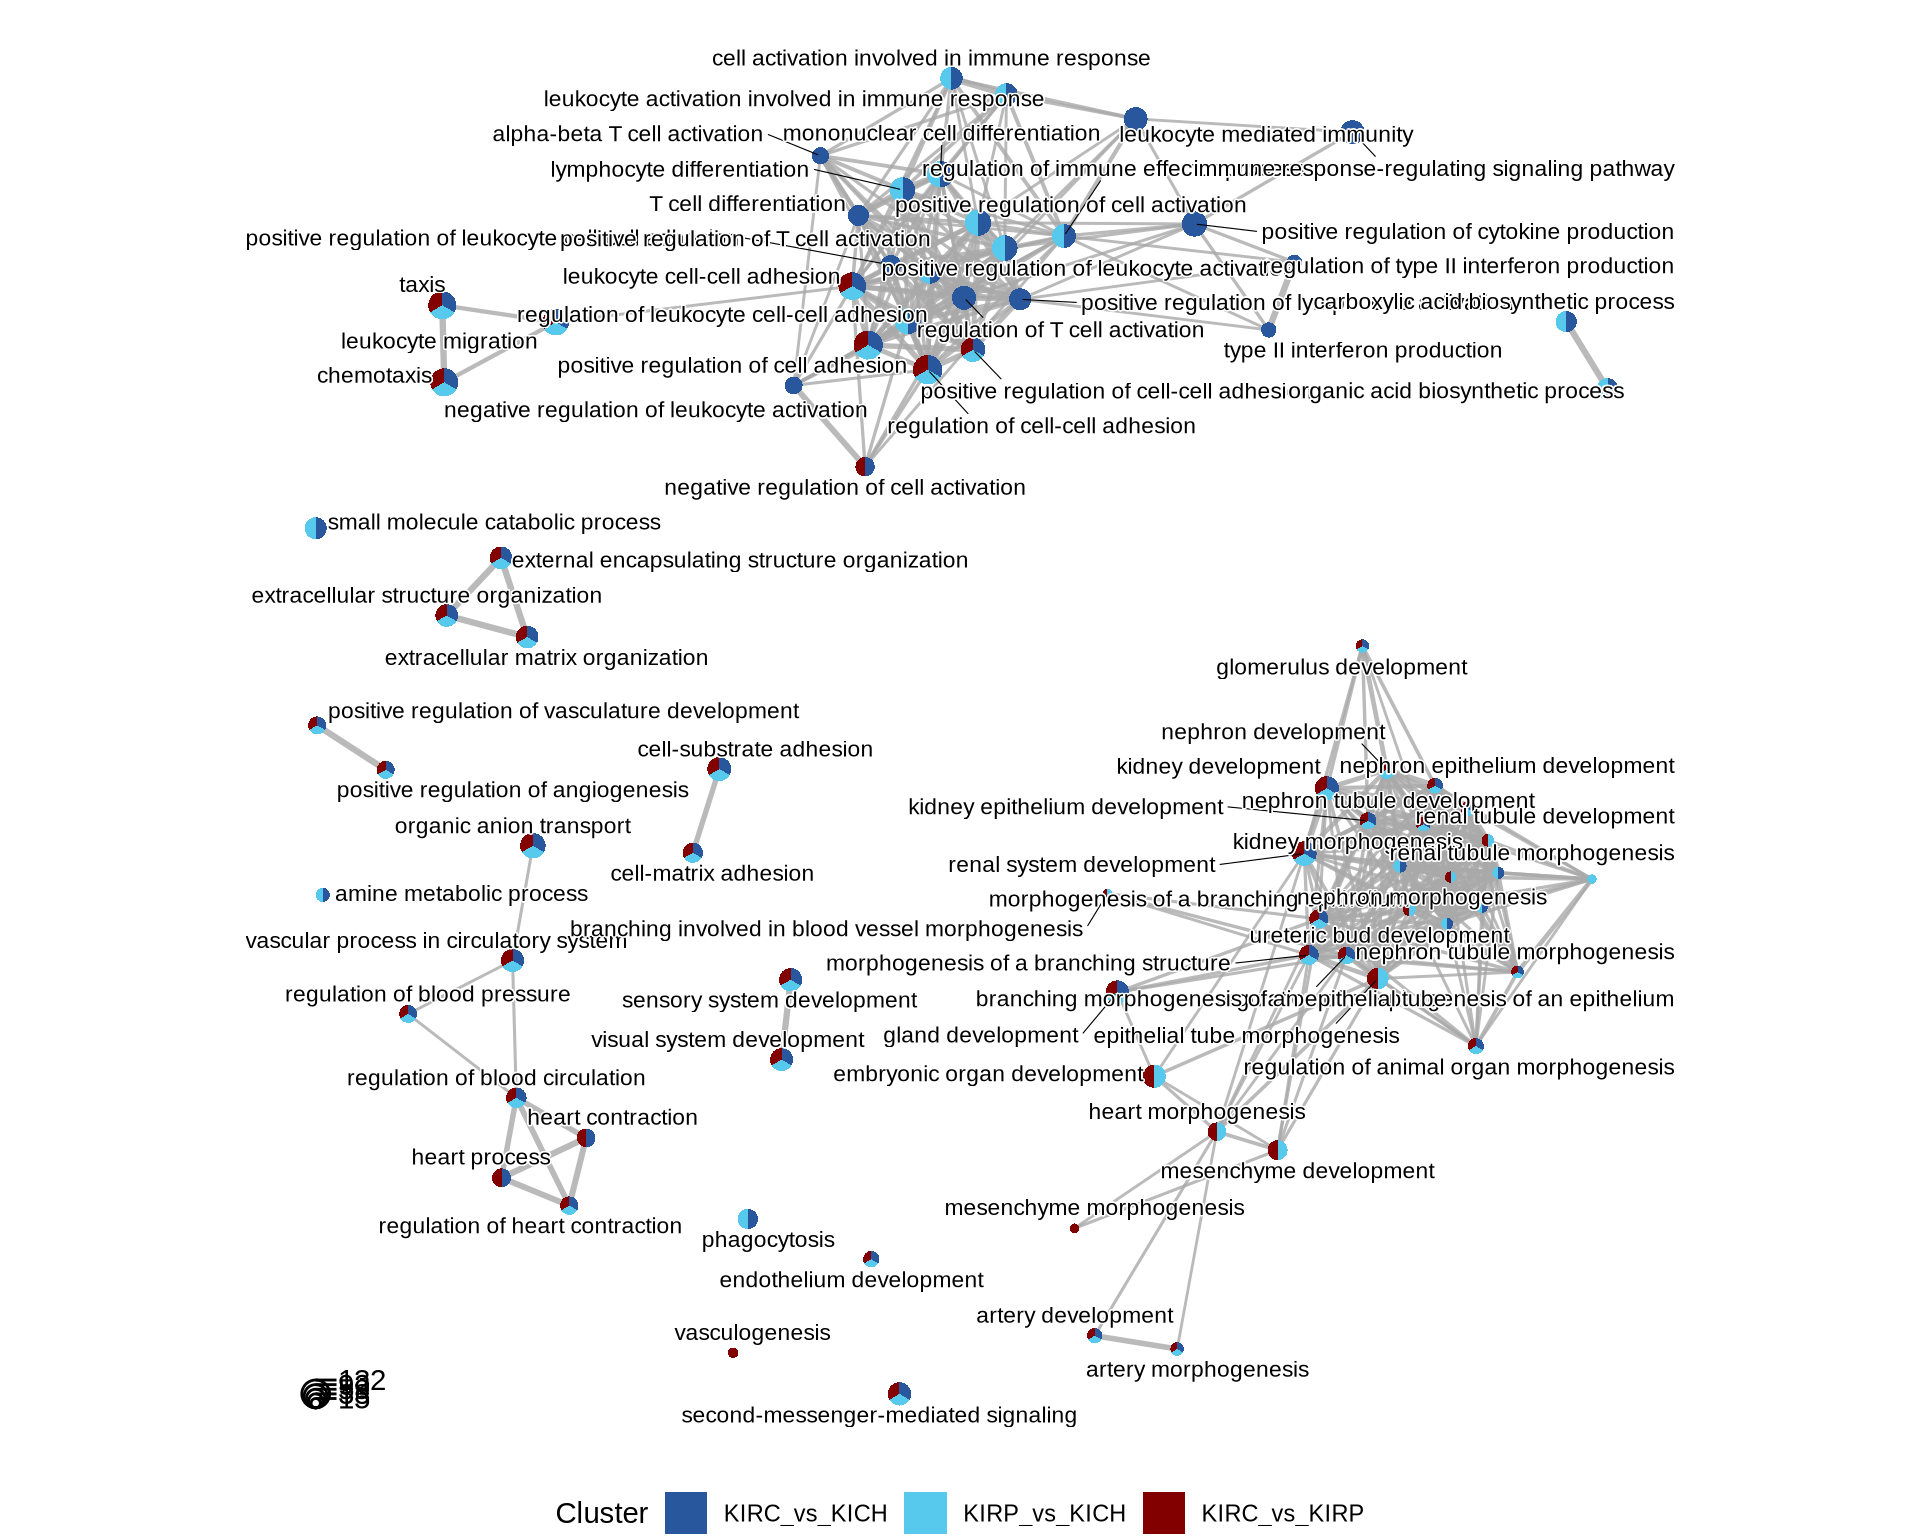 cell activation involved in immune response
leukocyte activation involved in immune response
alpha-beta T cell activation
mononuclear cell differentiation
leukocyte mediated immunity
lymphocyte differentiation
regulation of immune effec
immune response-regulating signaling pathway
T cell differentiation
positive regulation of cell activation
positive regulation of leukocyte
positive regulation of T cell activation
positive regulation of cytokine production
leukocyte cell-cell adhesion
positive regulation of leukocyte activat
regulation of type II interferon production
taxis
positive regulation of ly
carboxylic acid biosynthetic process
regulation of leukocyte cell-cell adhesion
regulation of T cell activation
leukocyte migration
type II interferon production
positive regulation of cell adhesion
chemotaxis
positive regulation of cell-cell adhesi
organic acid biosynthetic process
negative regulation of leukocyte activation
regulation of cell-cell adhesion
negative regulation of cell activation
small molecule catabolic process
external encapsulating structure organization
extracellular structure organization
extracellular matrix organization
glomerulus development
positive regulation of vasculature development
nephron development
cell-substrate adhesion
kidney development
nephron epithelium development
positive regulation of angiogenesis
nephron tubule development
kidney epithelium development
renal tubule development
organic anion transport
kidney morphogenesis
renal tubule morphogenesis
renal system development
cell-matrix adhesion
amine metabolic process
morphogenesis of a branching
nephron morphogenesis
branching involved in blood vessel morphogenesis
ureteric bud development
vascular process in circulatory system
nephron tubule morphogenesis
morphogenesis of a branching structure
regulation of blood pressure
sensory system development
branching morphogenesis of an epithelial tube
genesis of an epithelium
gland development
epithelial tube morphogenesis
visual system development
regulation of animal organ morphogenesis
embryonic organ development
regulation of blood circulation
heart contraction
heart morphogenesis
heart process
mesenchyme development
mesenchyme morphogenesis
regulation of heart contraction
phagocytosis
endothelium development
artery development
vasculogenesis
artery morphogenesis
132
13
second-messenger-mediated signaling
Cluster
KIRC_vs_KICH
KIRP_vs_KICH
KIRC_vs_KIRP